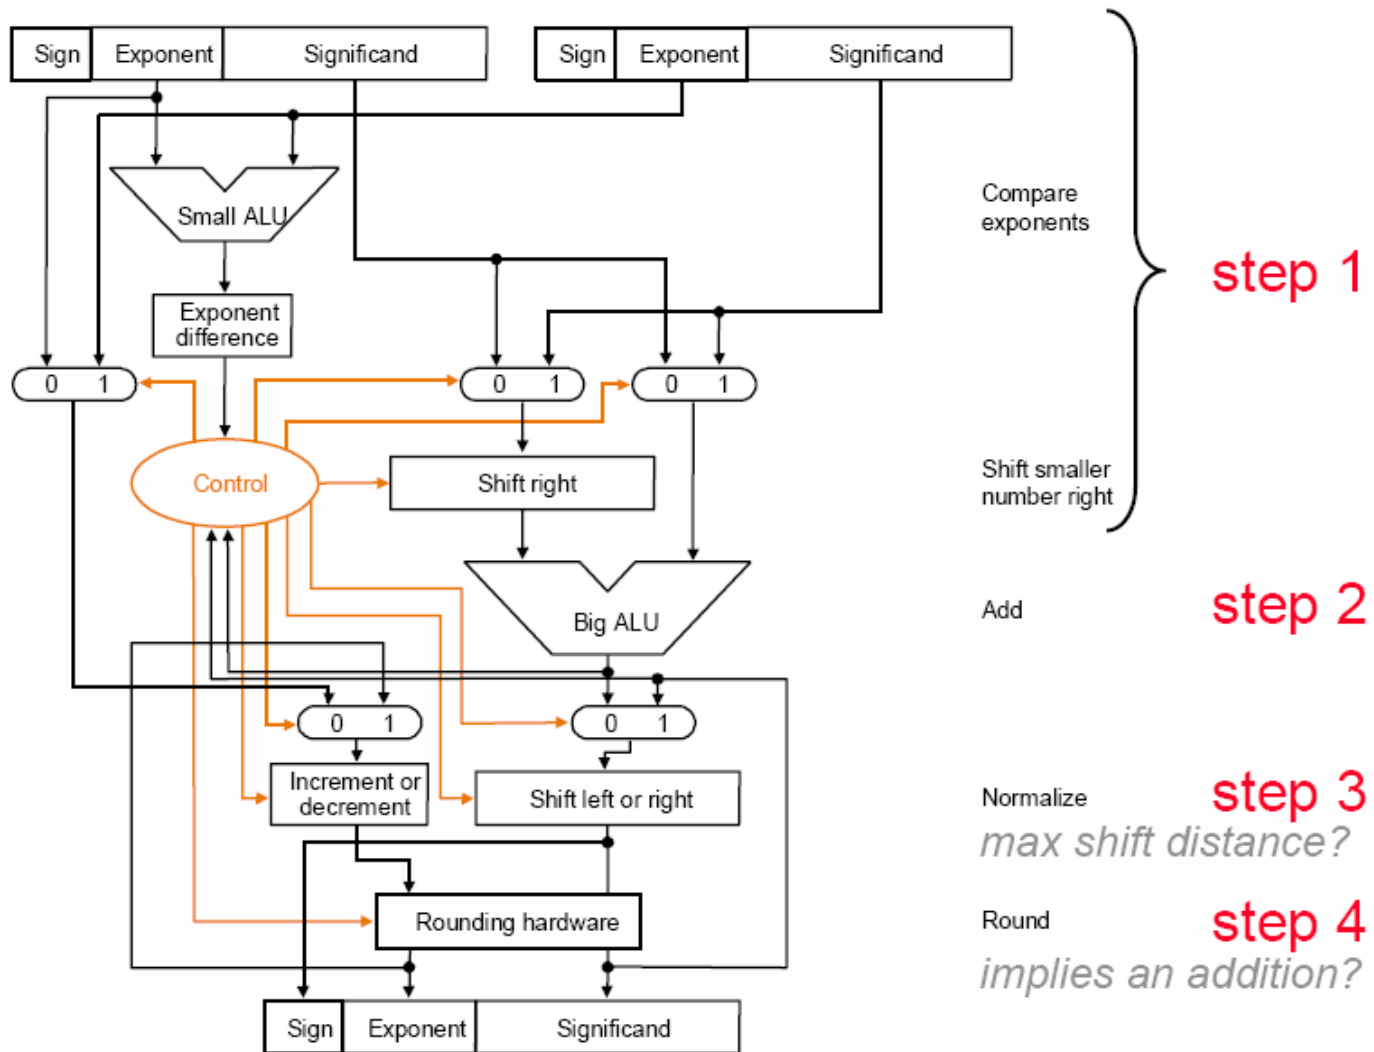 Sign Exponent Significand
Sign Exponent Significand
Small ALU
Compare
exponents
step 1
Exponent
difference
0 1
0 1
0 1
Control
Shift right
Shift smaller
number right
Big ALU
Add
step 2
0 1
0 1
Increment or
decrement
Shift left or right
Normalize
step 3
max shift distance?
Rounding hardware
Round
step 4
implies an addition?
Sign Exponent Significand